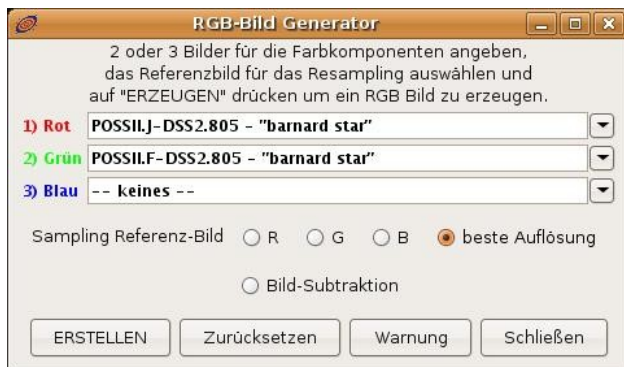 RGB-Bild Generator
2 oder 3 Bilder für die Farbkomponenten angeben,
das Referenzbild für das Resampling auswählen und
auf "ERZEUGEN" drücken um ein RGB Bild zu erzeugen.
1) Rot POSSII.J-DSS2.805 - "barnard star"
2) Grün POSSII.F-DSS2.805 - "barnard star"
3) Blau -- keines --
Sampling Referenz-Bild R G B beste Auflösung
Bild-Subtraktion
ERSTELLEN Zurücksetzen Warnung Schließen